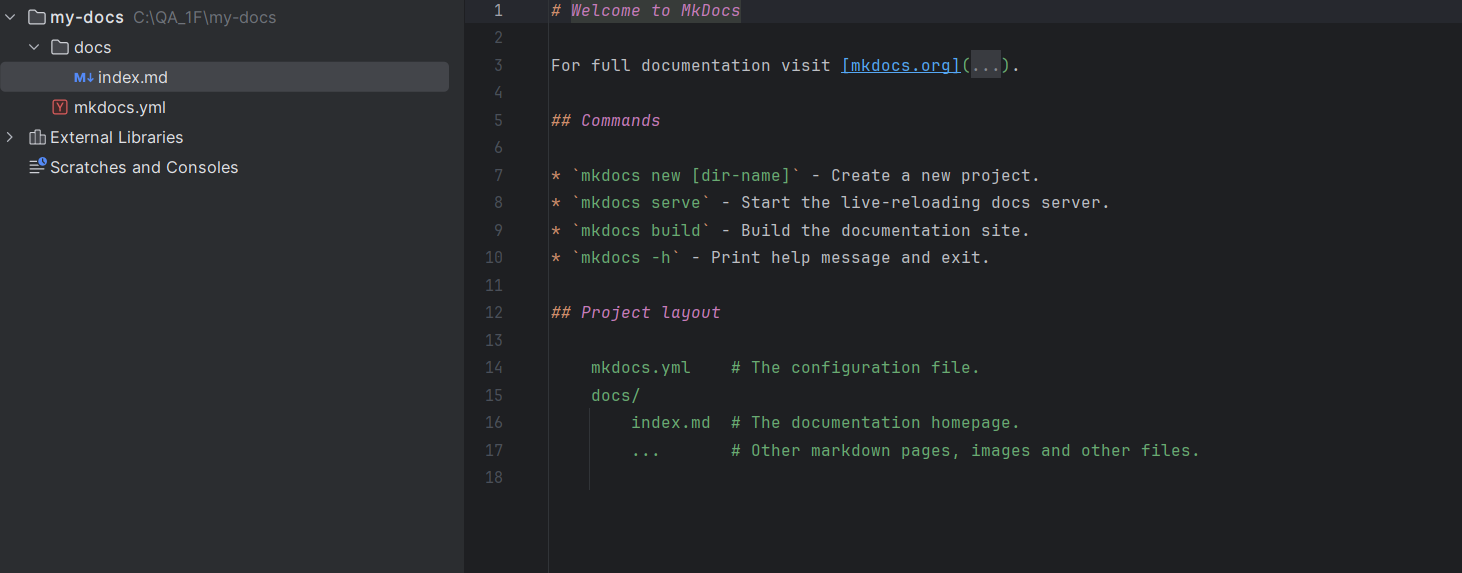 my-docs C:\QA_1F\my-docs
docs
M↓ index.md
Y mkdocs.yml
External Libraries
Scratches and Consoles
1 # Welcome to MkDocs
2
3 For full documentation visit [mkdocs.org](...).
4
5 ## Commands
6
7 * `mkdocs new [dir-name]` - Create a new project.
8 * `mkdocs serve` - Start the live-reloading docs server.
9 * `mkdocs build` - Build the documentation site.
10 * `mkdocs -h` - Print help message and exit.
11
12 ## Project layout
13
14     mkdocs.yml    # The configuration file.
15     docs/
16         index.md  # The documentation homepage.
17         ...       # Other markdown pages, images and other files.
18